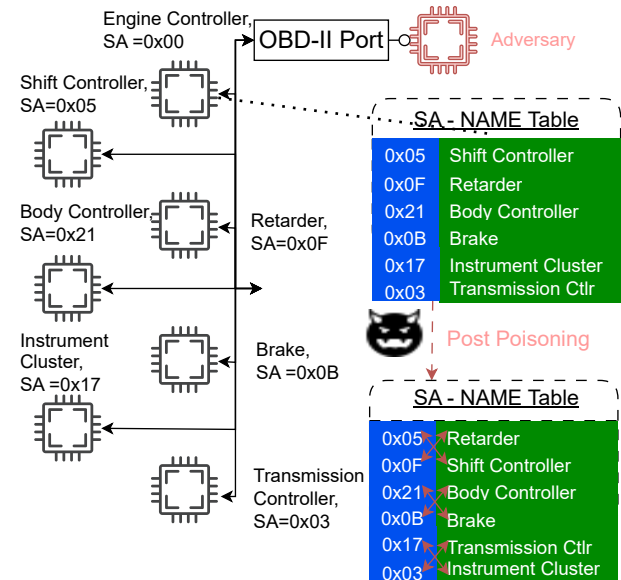 Engine Controller,
SA =0x00
OBD-II Port
Adversary
Shift Controller,
SA=0x05
Body Controller,
SA=0x21
Retarder,
SA=0x0F
Instrument
Cluster,
SA =0x17
Brake,
SA =0x0B
Transmission
Controller,
SA=0x03
SA - NAME Table
0x05 Shift Controller
0x0F Retarder
0x21 Body Controller
0x0B Brake
0x17 Instrument Cluster
0x03 Transmission Ctlr
Post Poisoning
SA - NAME Table
0x05 Retarder
0x0F Shift Controller
0x21 Body Controller
0x0B Brake
0x17 Transmission Ctlr
0x03 Instrument Cluster